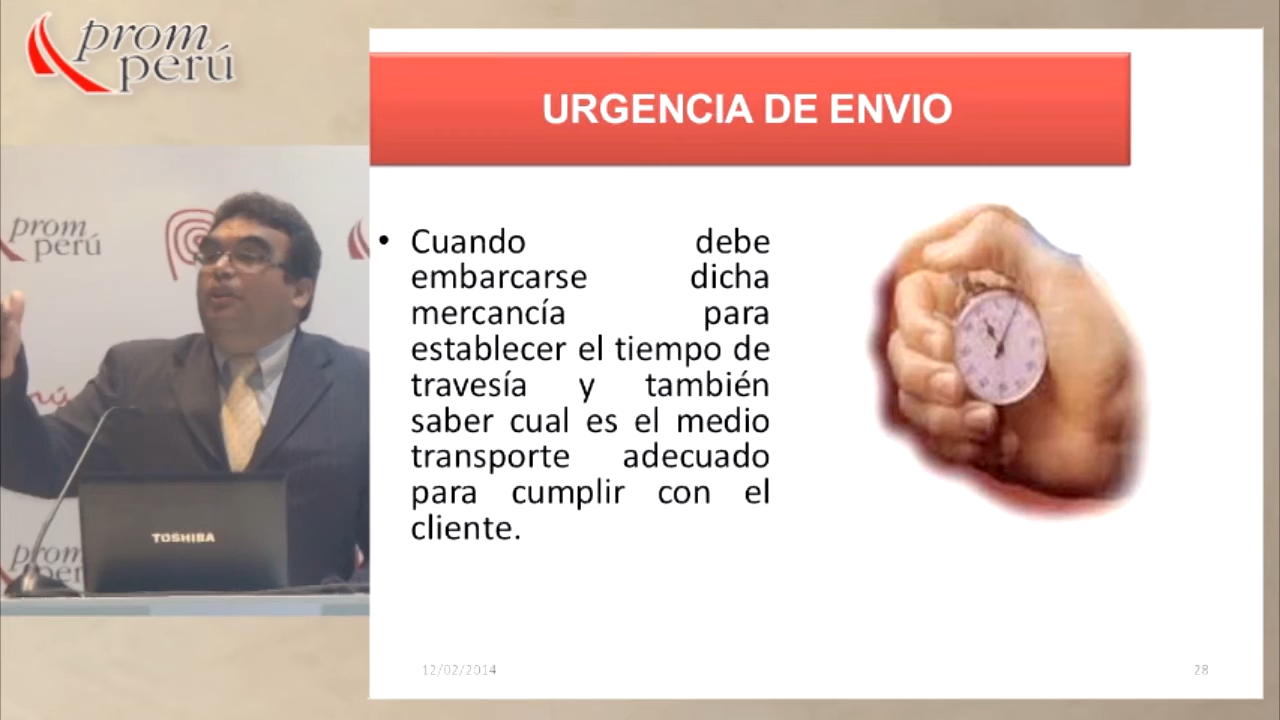 prom
perú
URGENCIA DE ENVIO
• Cuando debe
embarcarse dicha
mercancía para
establecer el tiempo de
travesía y también
saber cual es el medio
transporte adecuado
para cumplir con el
cliente.
12/02/2014
28
prom
perú
TOSHIBA
prom